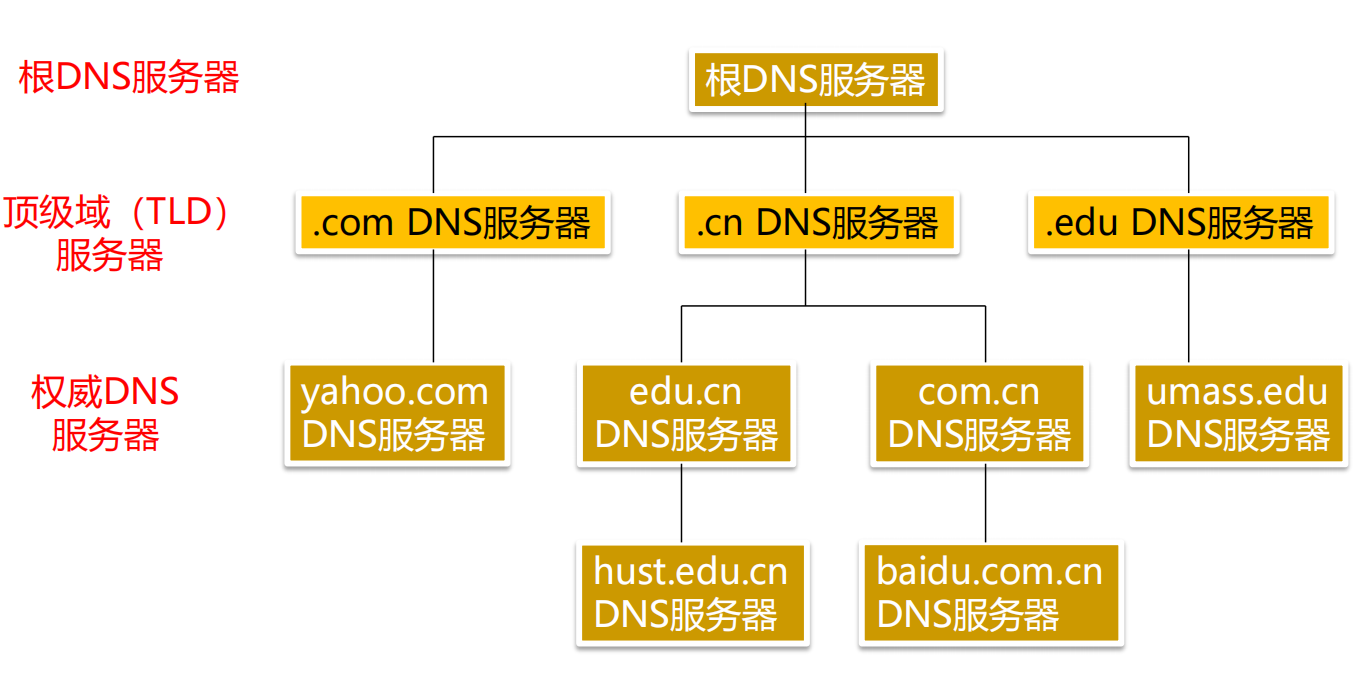 根DNS服务器
根DNS服务器
顶级域（TLD）
服务器
.com DNS服务器
.cn DNS服务器
.edu DNS服务器
权威DNS
服务器
yahoo.com
DNS服务器
edu.cn
DNS服务器
com.cn
DNS服务器
umass.edu
DNS服务器
hust.edu.cn
DNS服务器
baidu.com.cn
DNS服务器